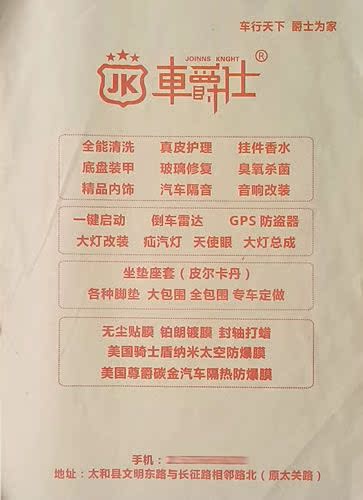 车行天下 爵士为家
JOINNS KNGHT
JK 車爵仕®
全能清洗 真皮护理 挂件香水
底盘装甲 玻璃修复 臭氧杀菌
精品内饰 汽车隔音 音响改装
一键启动 倒车雷达 GPS 防盗器
大灯改装 疝汽灯 天使眼 大灯总成
坐垫座套（皮尔卡丹）
各种脚垫 大包围 全包围 专车定做
无尘贴膜 铂朗镀膜 封轴打蜡
美国骑士盾纳米太空防爆膜
美国尊爵碳金汽车隔热防爆膜
手机：
地址：太和县文明东路与长征路相邻路北（原太关路）